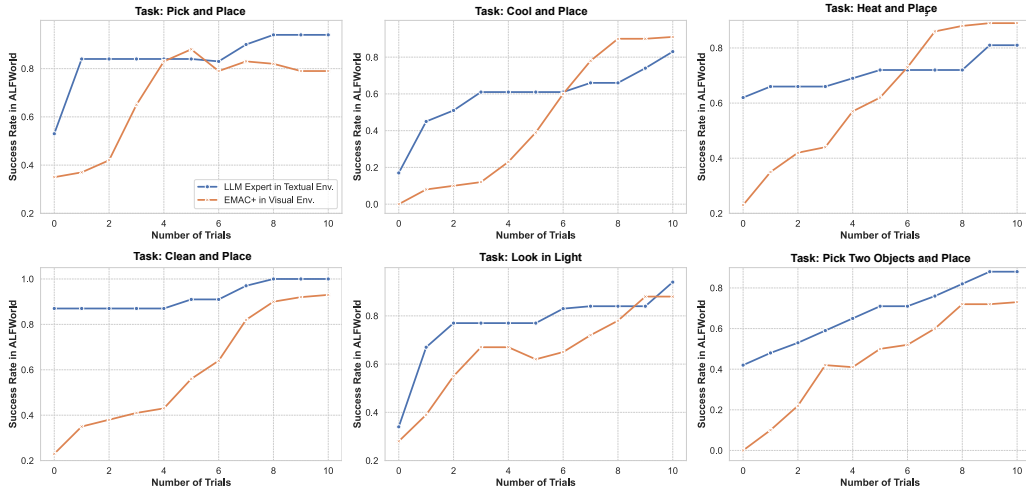 Task: Pick and Place
Success Rate in ALFWorld
0.8
0.6
0.4
0.2
0 2 4 6 8 10
Number of Trials
LLM Expert in Textual Env.
EMAC+ in Visual Env.
Task: Cool and Place
Success Rate in ALFWorld
0.8
0.6
0.4
0.2
0.0
0 2 4 6 8 10
Number of Trials
Task: Heat and Place
Success Rate in ALFWorld
0.8
0.6
0.4
0.2
0 2 4 6 8 10
Number of Trials
Task: Clean and Place
Success Rate in ALFWorld
1.0
0.8
0.6
0.4
0.2
0 2 4 6 8 10
Number of Trials
Task: Look in Light
Success Rate in ALFWorld
1.0
0.8
0.6
0.4
0.2
0 2 4 6 8 10
Number of Trials
Task: Pick Two Objects and Place
Success Rate in ALFWorld
0.8
0.6
0.4
0.2
0.0
0 2 4 6 8 10
Number of Trials